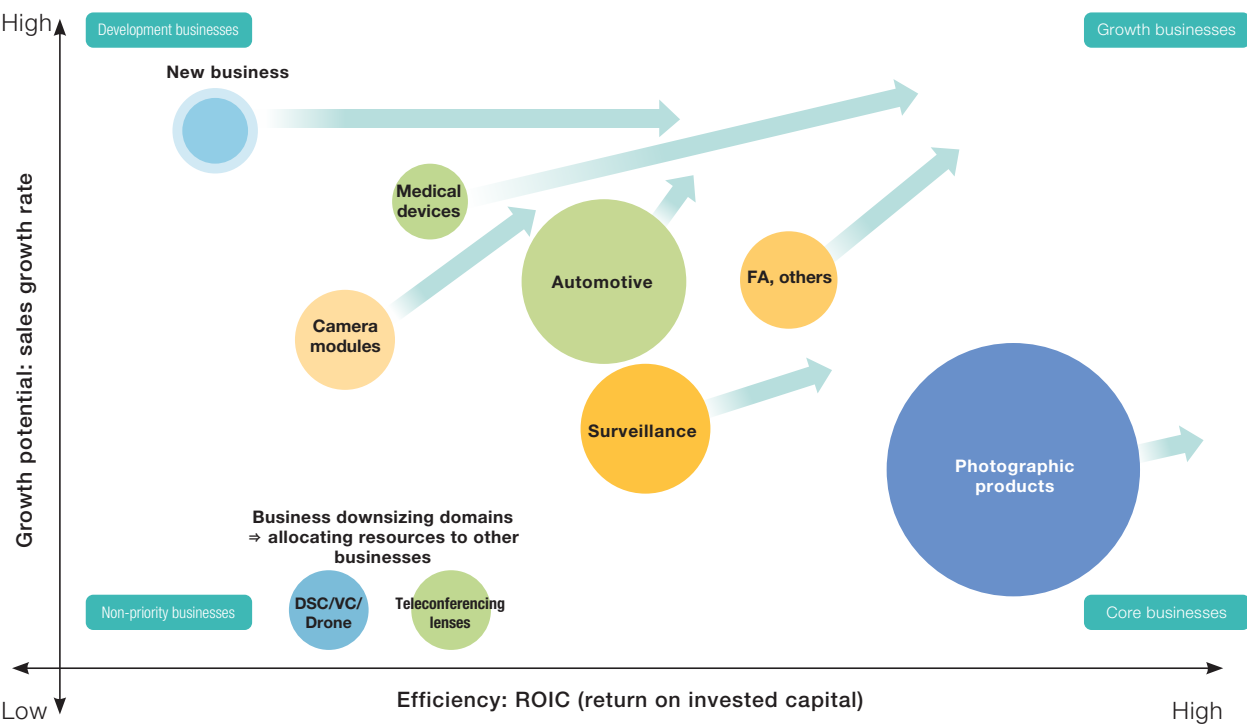 High
Development businesses
Growth businesses
New business
Medical
devices
Automotive
FA, others
Camera
modules
Surveillance
Photographic
products
Growth potential: sales growth rate
Business downsizing domains
⇒ allocating resources to other
businesses
DSC/VC/
Drone
Teleconferencing
lenses
Non-priority businesses
Core businesses
Efficiency: ROIC (return on invested capital)
Low
High